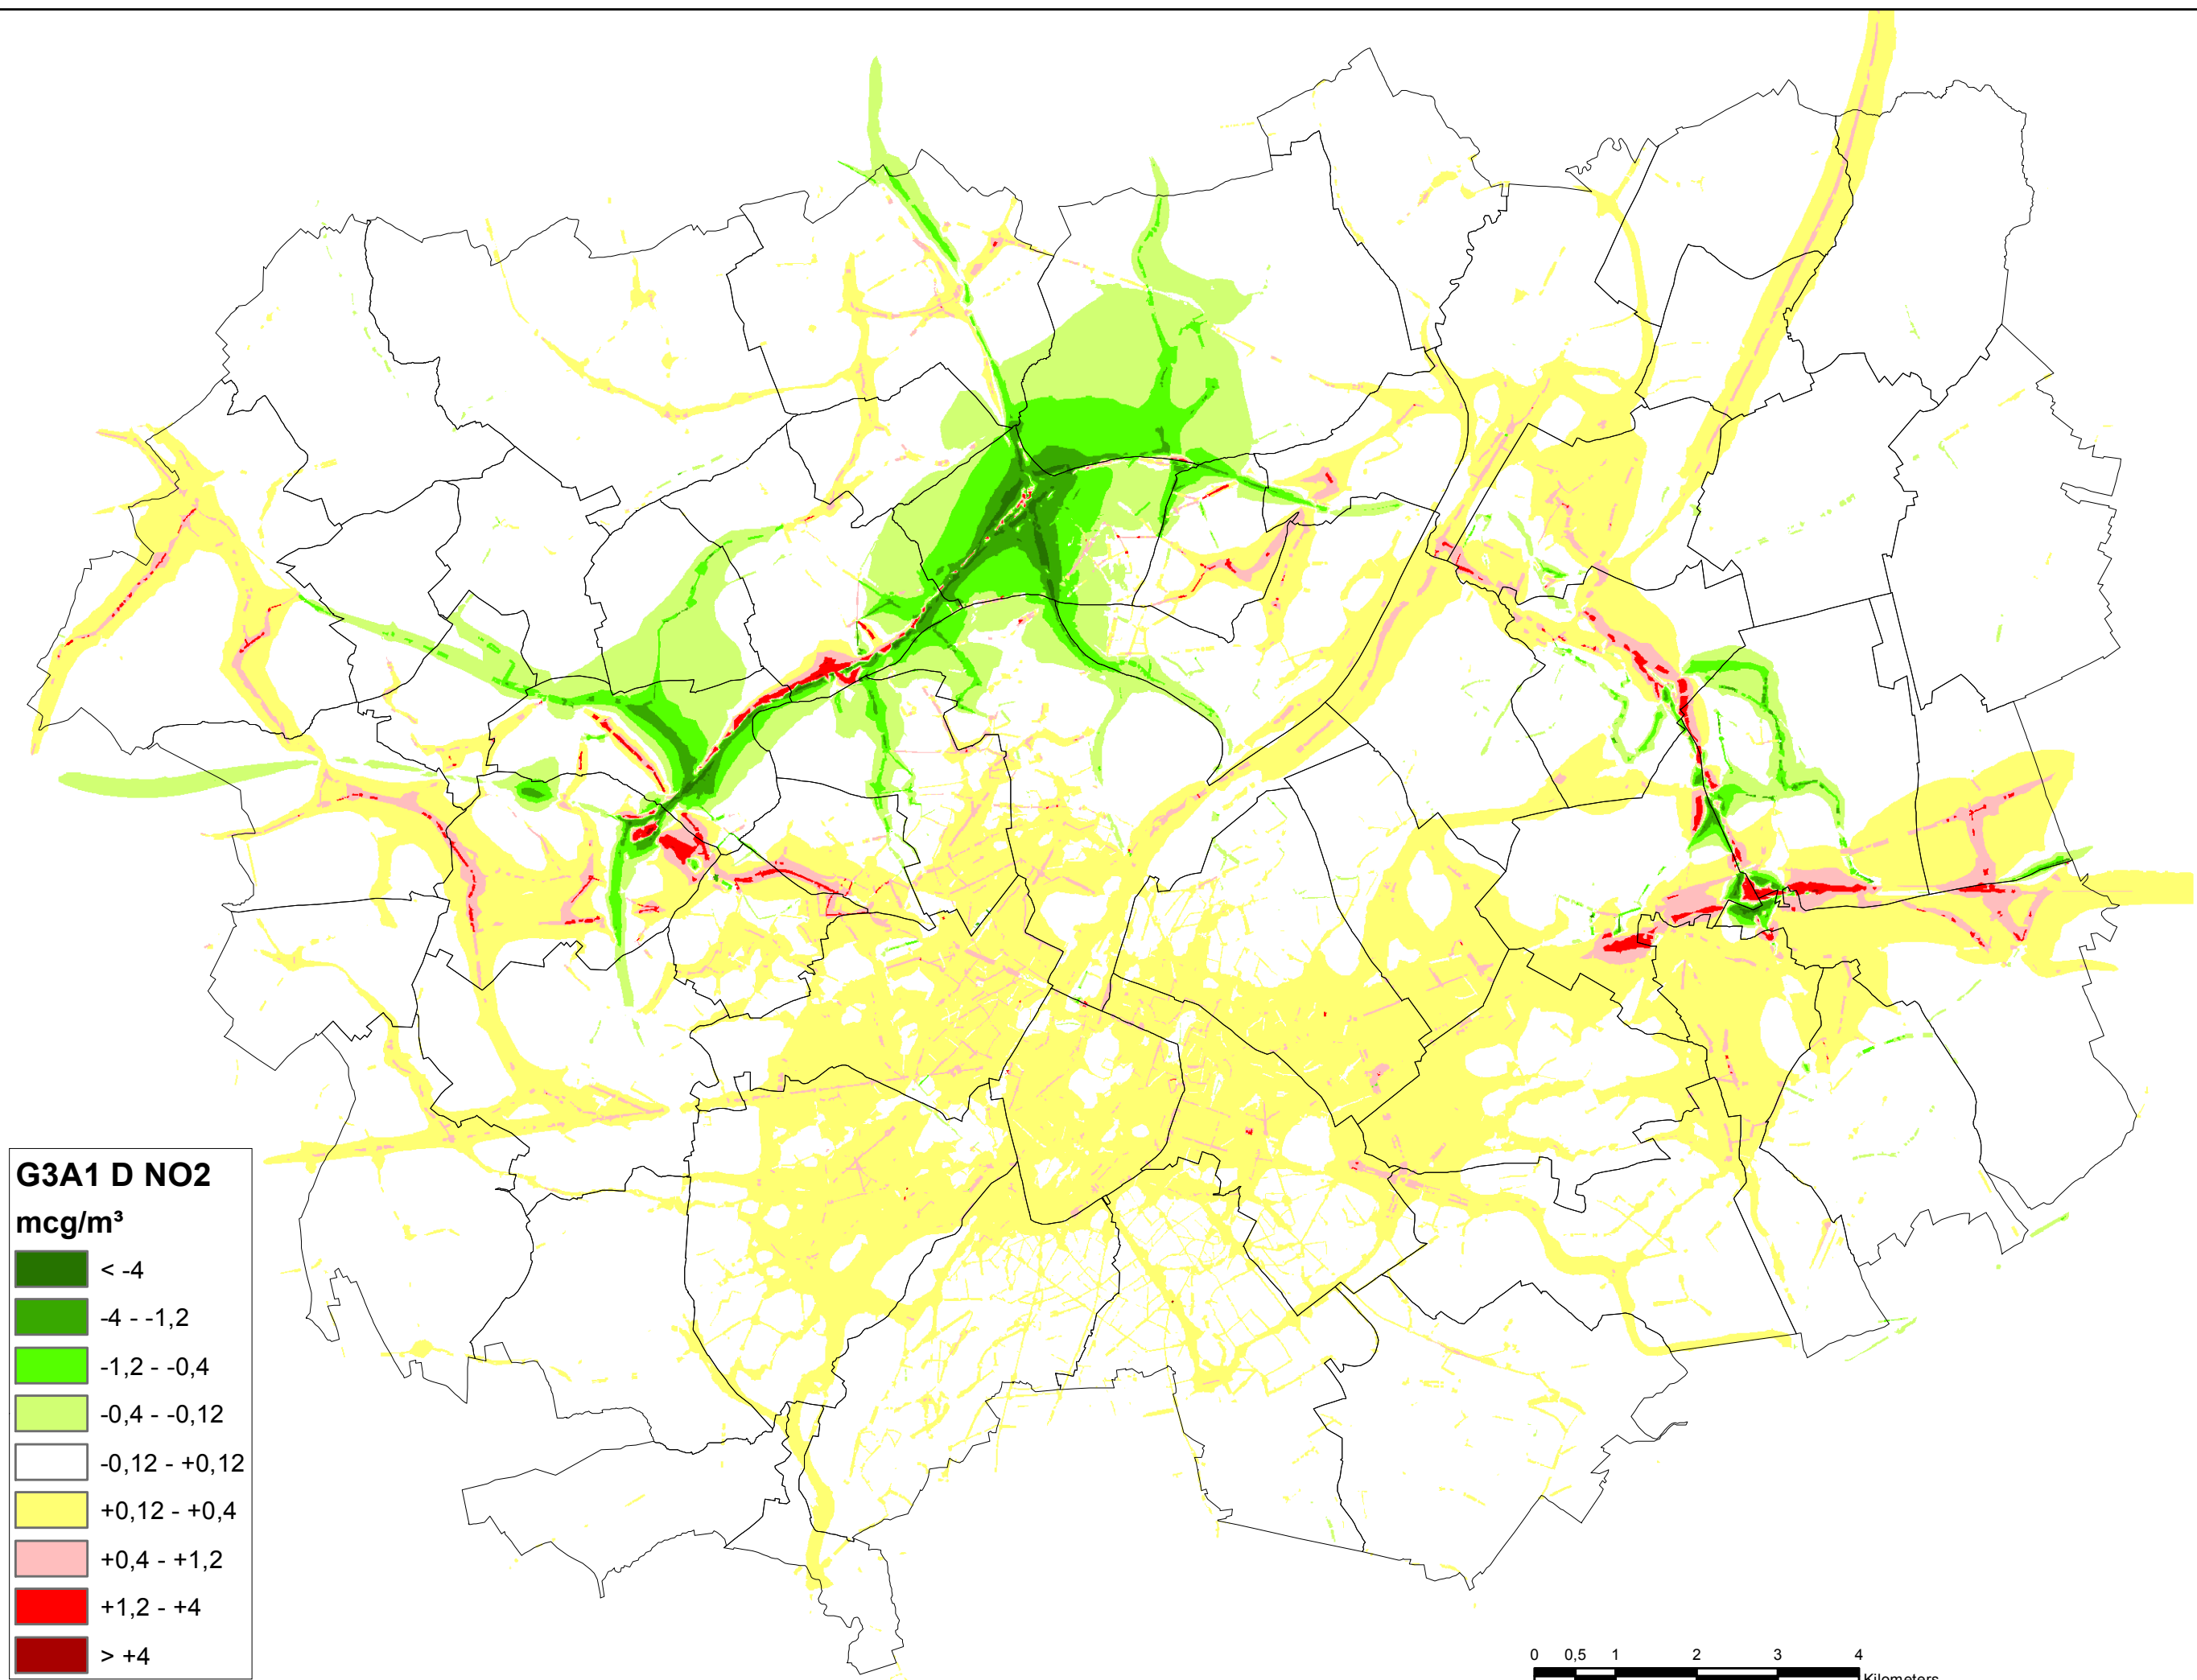 G3A1 D NO2
mcg/m³
< -4
-4 - -1,2
-1,2 - -0,4
-0,4 - -0,12
-0,12 - +0,12
+0,12 - +0,4
+0,4 - +1,2
+1,2 - +4
> +4
0 0,5 1 2 3 4
Kilometers